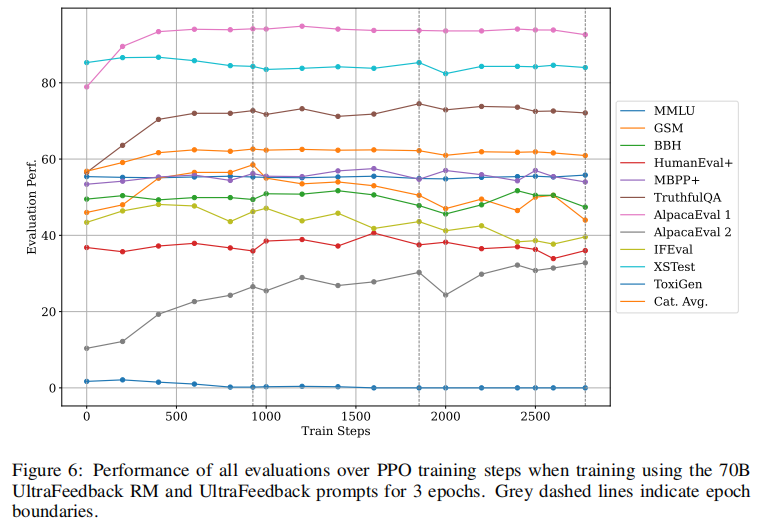 80
60
40
20
0
Evaluation Perf.
0 500 1000 1500 2000 2500
Train Steps
MMLU
GSM
BBH
HumanEval+
MBPP+
TruthfulQA
AlpacaEval 1
AlpacaEval 2
IFEval
XSTest
ToxiGen
Cat. Avg.
Figure 6: Performance of all evaluations over PPO training steps when training using the 70B
UltraFeedback RM and UltraFeedback prompts for 3 epochs. Grey dashed lines indicate epoch
boundaries.